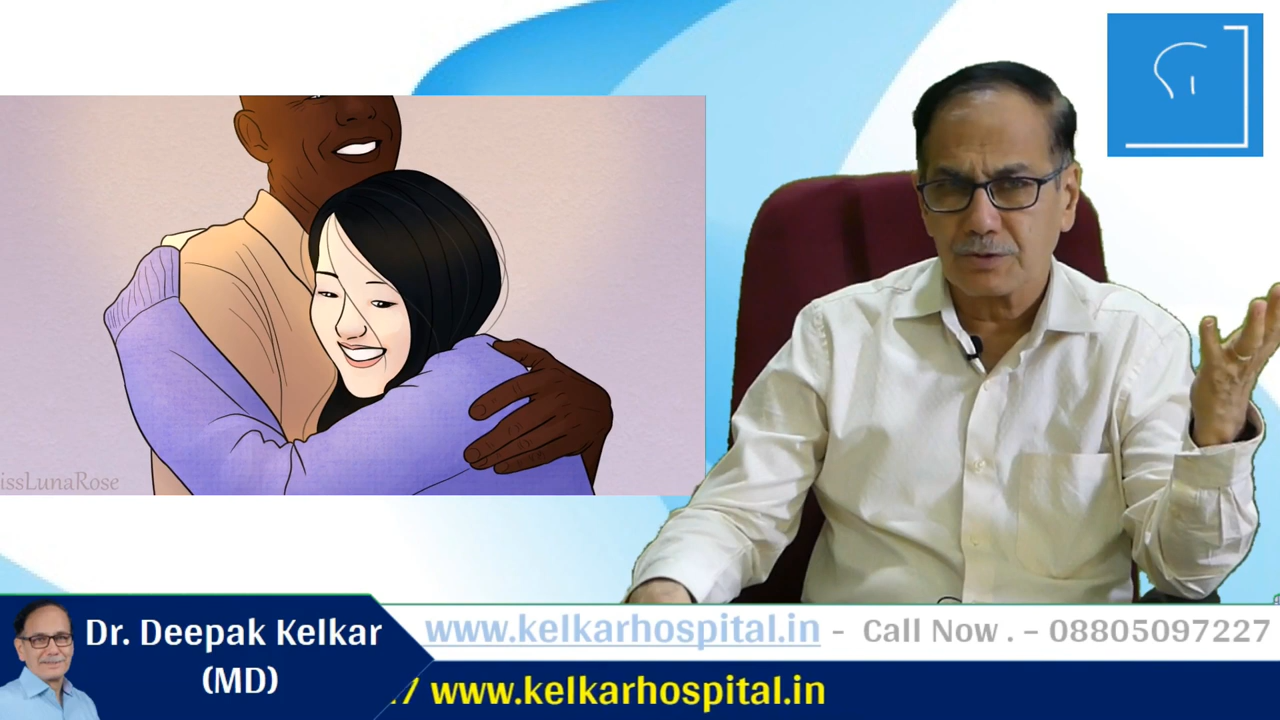 issLunaRose
Dr. Deepak Kelkar
(MD)
www.kelkarhospital.in - Call Now . - 08805097227
www.kelkarhospital.in